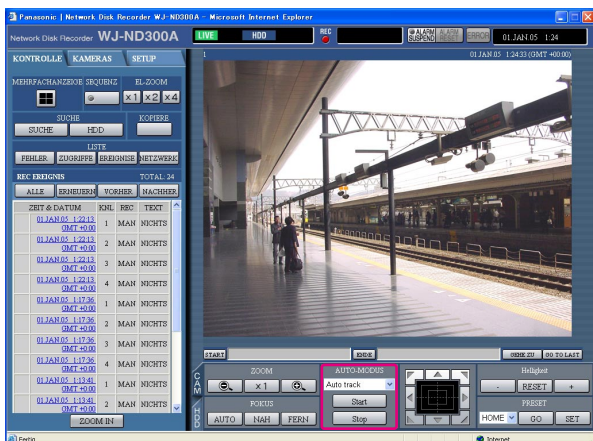 Panasonic | Network Disk Recorder WJ-ND300A - Microsoft Internet Explorer
Network Disk Recorder WJ-ND300A
LIVE HDD REC ALARM SUSPEND ALARM RESET ERROR 01.JAN.05 1:24
KONTROLLE KAMERAS SETUP
1 01.JAN.05 1:24:33 (GMT +00:00)
MEHRFACHANZEIGE SEQUENZ EL-ZOOM
x1 x2 x4
SUCHE KOPIERE
SUCHE HDD
LISTE
FEHLER ZUGRIFFE EREIGNISE NETZWERK
REC EREIGNIS TOTAL: 24
ALLE ERNEUERN VORHER NACHHER
ZEIT & DATUM KNL REC TEXT
01.JAN.05 1:22:13 GMT +0:00 1 MAN NICHTS
01.JAN.05 1:22:13 GMT +0:00 2 MAN NICHTS
01.JAN.05 1:22:13 GMT +0:00 3 MAN NICHTS
01.JAN.05 1:22:13 GMT +0:00 4 MAN NICHTS
01.JAN.05 1:17:36 GMT +0:00 1 MAN NICHTS
01.JAN.05 1:17:36 GMT +0:00 2 MAN NICHTS
01.JAN.05 1:17:36 GMT +0:00 3 MAN NICHTS
01.JAN.05 1:17:36 GMT +0:00 4 MAN NICHTS
01.JAN.05 1:13:41 GMT +0:00 1 MAN NICHTS
01.JAN.05 1:13:41 GMT +0:00 2 MAN NICHTS
ZOOM IN
START ENDE GEHE ZU GO TO LAST
CAM HDD
ZOOM AUTO-MODUS Helligkeit
x1 Auto track - RESET +
FOKUS Start PRESET
AUTO NAH FERN Stop HOME GO SET
Fertig Internet